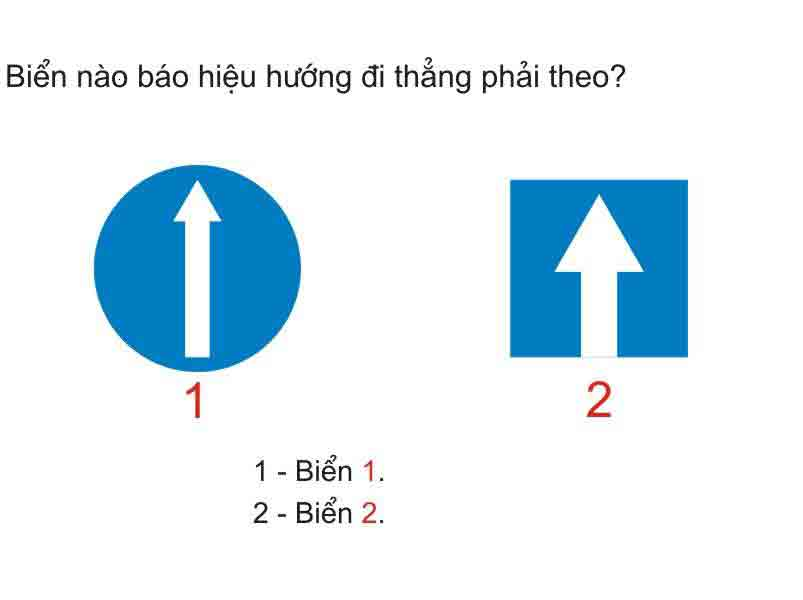 Biển nào báo hiệu hướng đi thẳng phải theo?
1
2
1 - Biển 1.
2 - Biển 2.